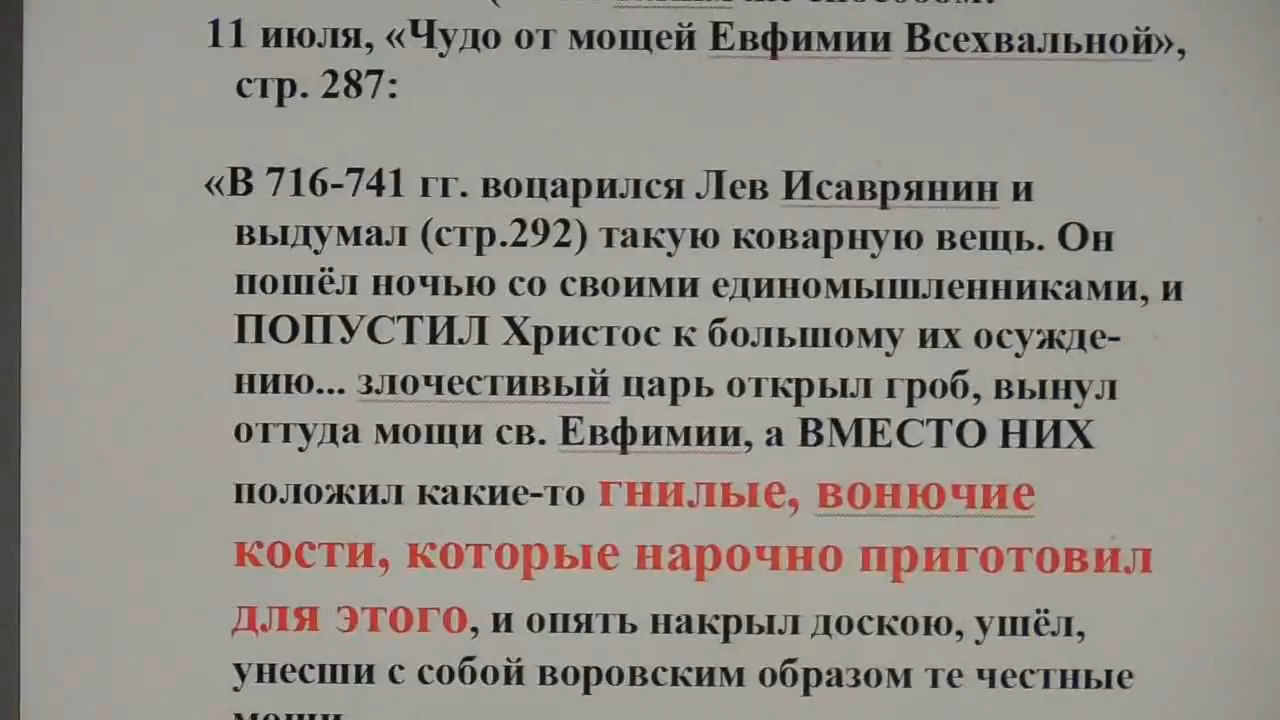 11 июля, «Чудо от мощей Евфимии Всехвальной»,
стр. 287:
«В 716-741 гг. воцарился Лев Исаврянин и
выдумал (стр.292) такую коварную вещь. Он
пошёл ночью со своими единомышленниками, и
ПОПУСТИЛ Христос к большому их осужде-
нию... злочестивый царь открыл гроб, вынул
оттуда мощи св. Евфимии, а ВМЕСТО НИХ
положил какие-то гнилые, вонючие
кости, которые нарочно приготовил
для этого, и опять накрыл доскою, ушёл,
унесши с собой воровским образом те честные